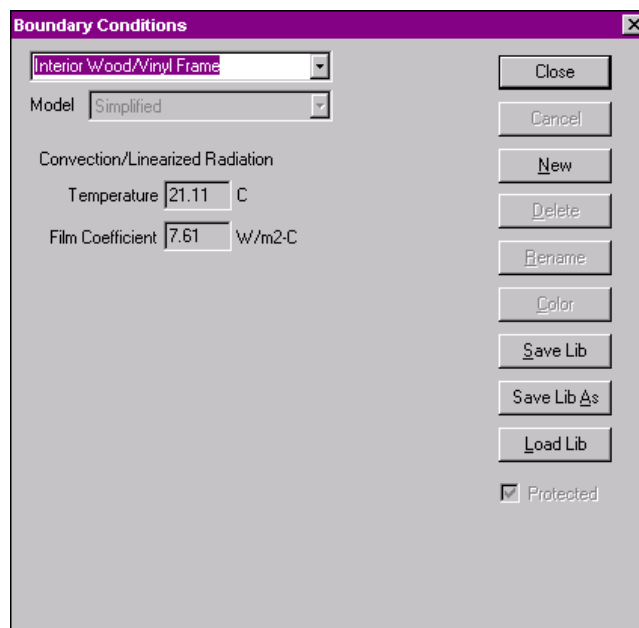 Boundary Conditions
Interior Wood/Vinyl Frame
Close
Model Simplified
Cancel
Convection/Linearized Radiation
New
Temperature 21.11 C
Delete
Film Coefficient 7.61 W/m2-C
Rename
Color
Save Lib
Save Lib As
Load Lib
Protected